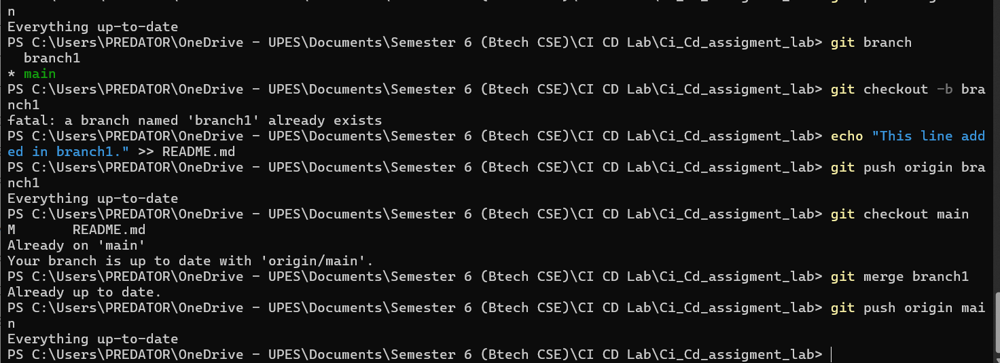 n
Everything up-to-date
PS C:\Users\PREDATOR\OneDrive - UPES\Documents\Semester 6 (Btech CSE)\CI CD Lab\Ci_Cd_assigment_lab> git branch
  branch1
* main
PS C:\Users\PREDATOR\OneDrive - UPES\Documents\Semester 6 (Btech CSE)\CI CD Lab\Ci_Cd_assigment_lab> git checkout -b bra
nch1
fatal: a branch named 'branch1' already exists
PS C:\Users\PREDATOR\OneDrive - UPES\Documents\Semester 6 (Btech CSE)\CI CD Lab\Ci_Cd_assigment_lab> echo "This line add
ed in branch1." >> README.md
PS C:\Users\PREDATOR\OneDrive - UPES\Documents\Semester 6 (Btech CSE)\CI CD Lab\Ci_Cd_assigment_lab> git push origin bra
nch1
Everything up-to-date
PS C:\Users\PREDATOR\OneDrive - UPES\Documents\Semester 6 (Btech CSE)\CI CD Lab\Ci_Cd_assigment_lab> git checkout main
M       README.md
Already on 'main'
Your branch is up to date with 'origin/main'.
PS C:\Users\PREDATOR\OneDrive - UPES\Documents\Semester 6 (Btech CSE)\CI CD Lab\Ci_Cd_assigment_lab> git merge branch1
Already up to date.
PS C:\Users\PREDATOR\OneDrive - UPES\Documents\Semester 6 (Btech CSE)\CI CD Lab\Ci_Cd_assigment_lab> git push origin mai
n
Everything up-to-date
PS C:\Users\PREDATOR\OneDrive - UPES\Documents\Semester 6 (Btech CSE)\CI CD Lab\Ci_Cd_assigment_lab>